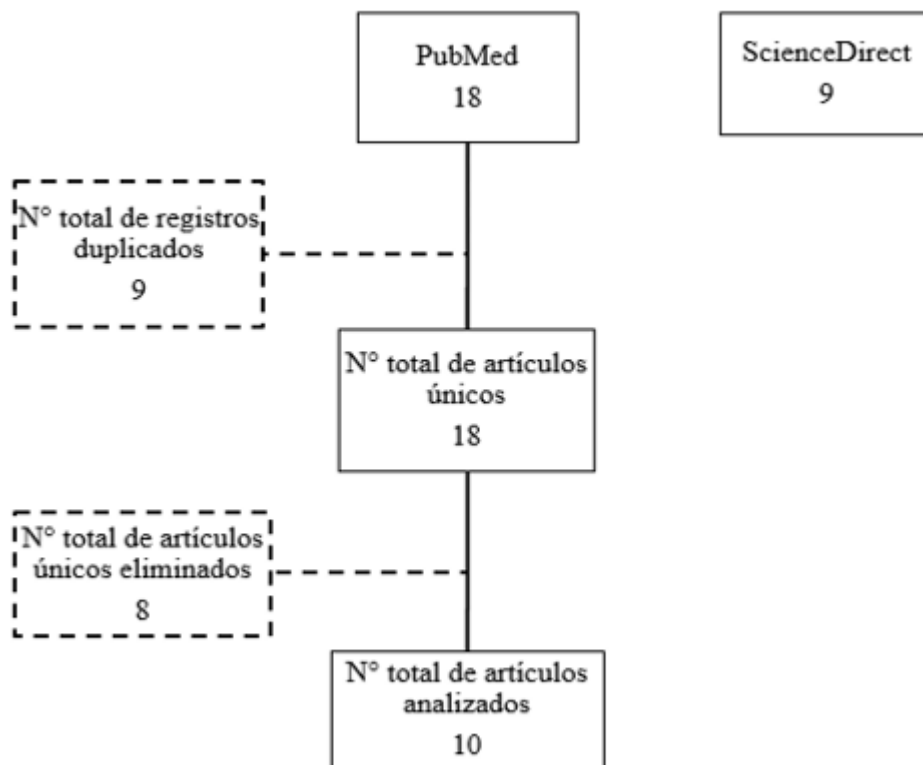 PubMed
18
ScienceDirect
9
N° total de registros
duplicados
9
N° total de artículos
únicos
18
N° total de artículos
únicos eliminados
8
N° total de artículos
analizados
10